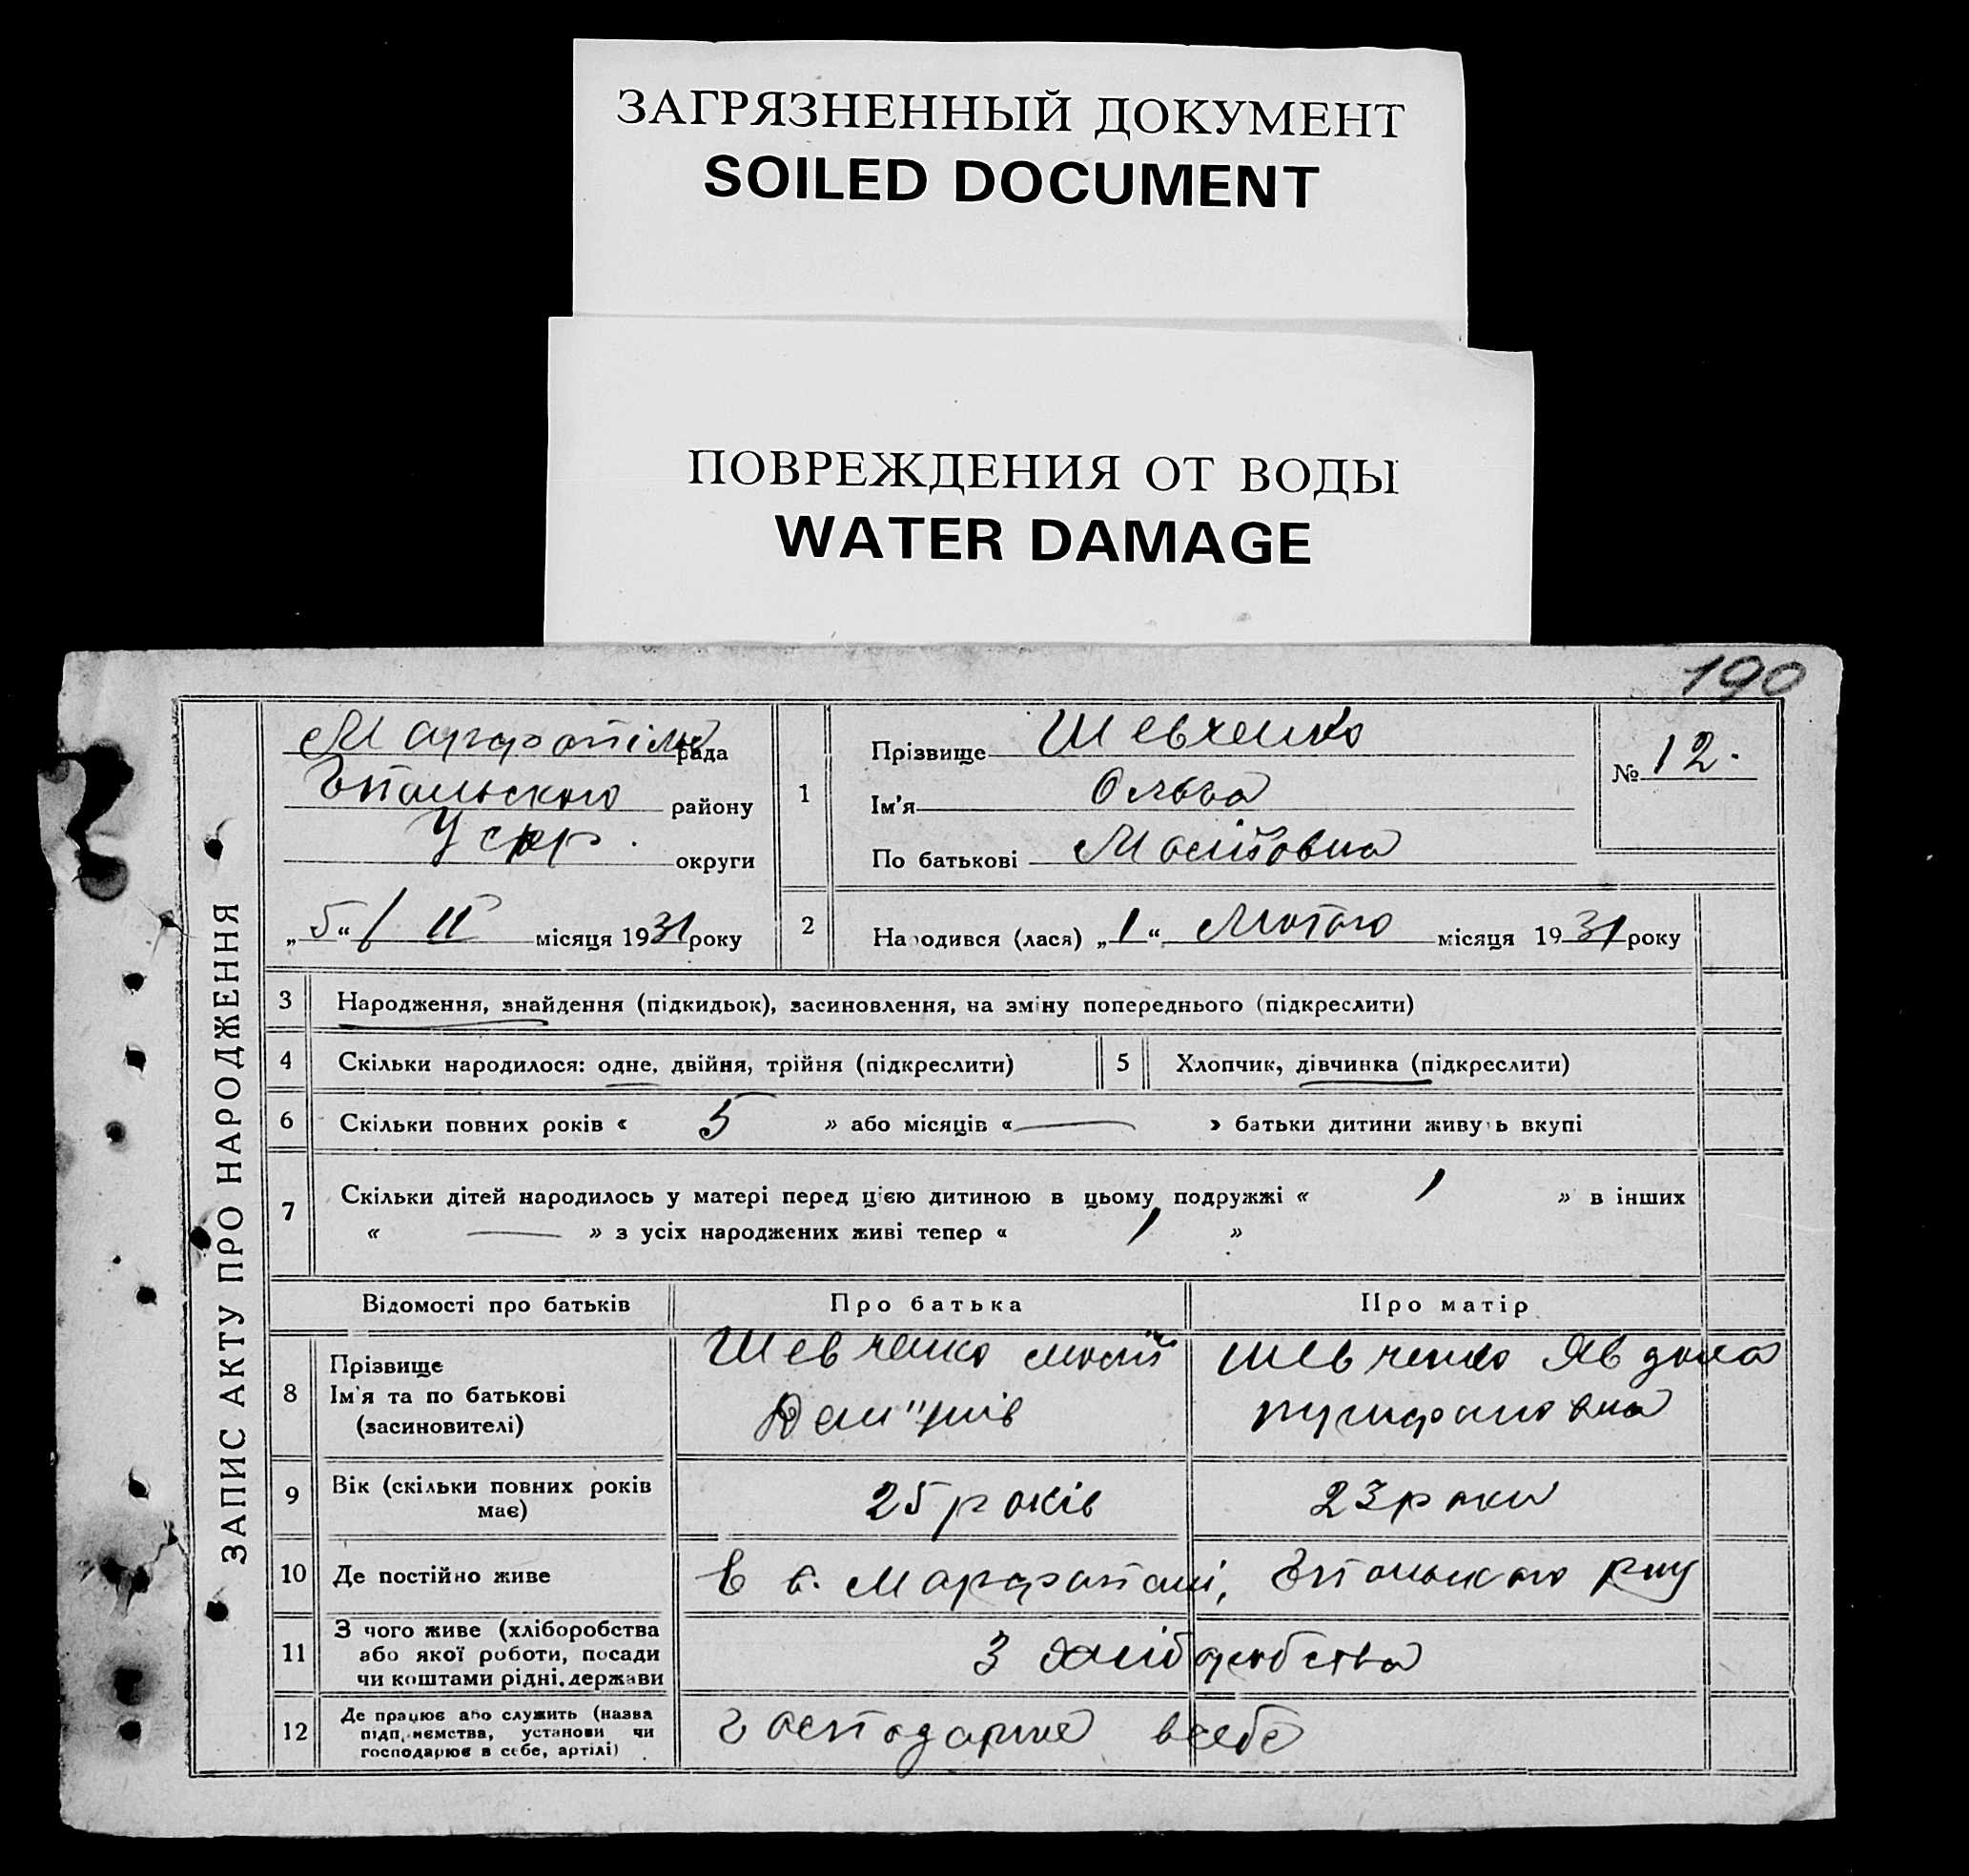 ЗАГРЯЗНЕННЫЙ ДОКУМЕНТ
SOILED DOCUMENT
ПОВРЕЖДЕНИЯ ОТ ВОДЫ
WATER DAMAGE
190
ЗАПИС АКТУ ПРО НАРОДЖЕННЯ
рада
району
Усрр. округи
„5“ / II місяця 1931 року
1
Прізвище Шевченко
Ім'я Ольга
По батькові
№ 12.
2
Народився (лася) „1“ Лютого місяця 1931 року
3 Народження, знайдення (підкидьок), засиновлення, на зміну попереднього (підкреслити)
4 Скільки народилося: одне, двійня, трійня (підкреслити) 5 Хлопчик, дівчинка (підкреслити)
6 Скільки повних років « 5 » або місяців « — » батьки дитини живуть вкупі
7 Скільки дітей народилось у матері перед цією дитиною в цьому подружжі « 1 » в інших
« — » з усіх народжених живі тепер « 1 »
Відомості про батьків Про батька Про матір
8 Прізвище
Ім'я та по батькові
(засиновителі)
Шевченко
Шевченко Явдоха
9 Вік (скільки повних років
має)
25 років 23 роки
10 Де постійно живе
В с.
11 З чого живе (хліборобства
або якої роботи, посади
чи коштами рідні, держави
З хліборобства
12 Де працює або служить (назва
підприємства, установи чи
господарює в себе, артілі)
Господарює всебе